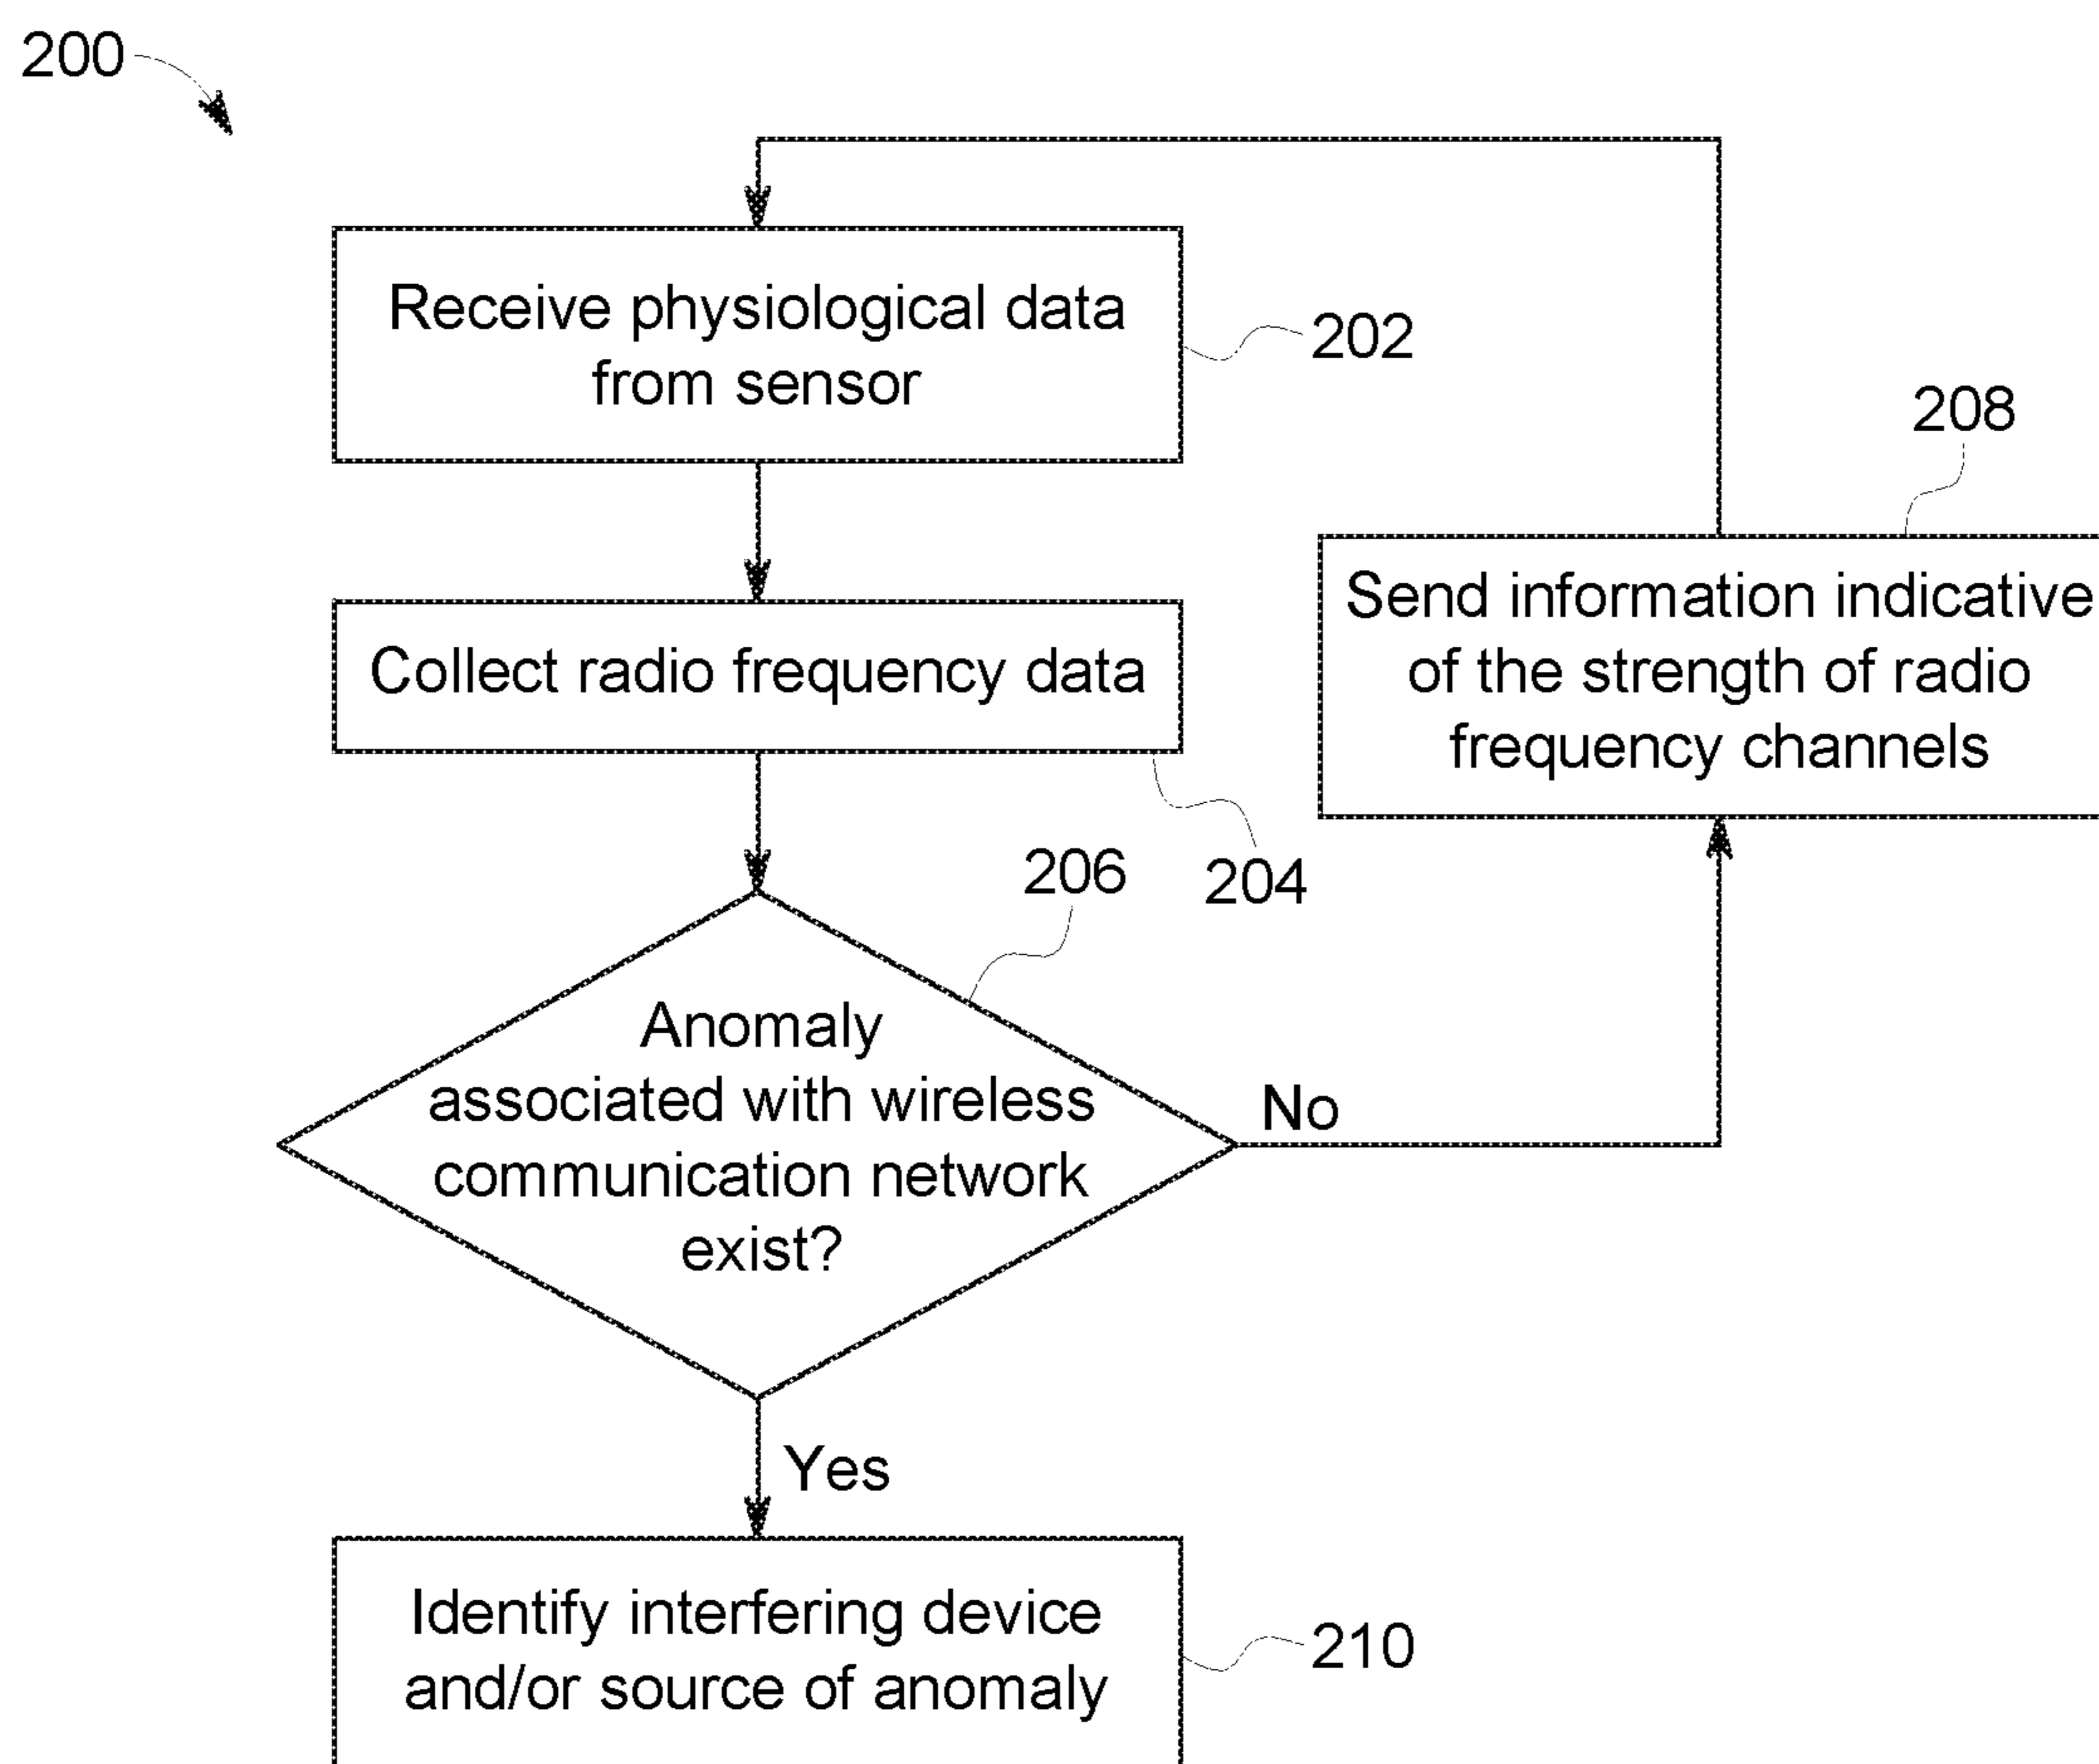 200
Receive physiological data
from sensor
202
208
Send information indicative
of the strength of radio
frequency channels
Collect radio frequency data
204
206
Anomaly
associated with wireless
communication network
exist?
No
Yes
Identify interfering device
and/or source of anomaly
210